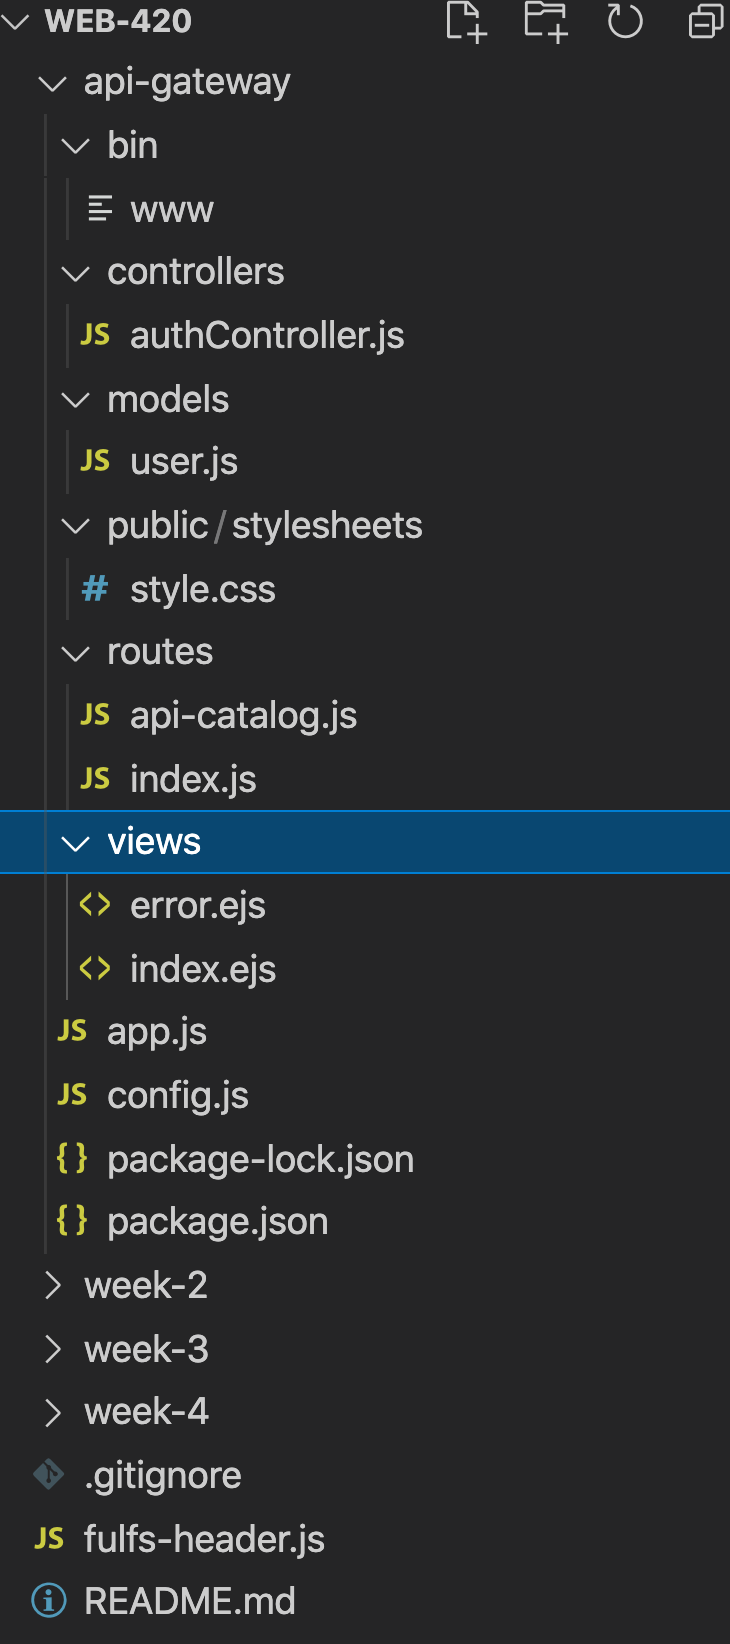 WEB-420
api-gateway
bin
www
controllers
JS authController.js
models
JS user.js
public/stylesheets
# style.css
routes
JS api-catalog.js
JS index.js
views
<> error.ejs
<> index.ejs
JS app.js
JS config.js
{} package-lock.json
{} package.json
week-2
week-3
week-4
.gitignore
JS fulfs-header.js
README.md